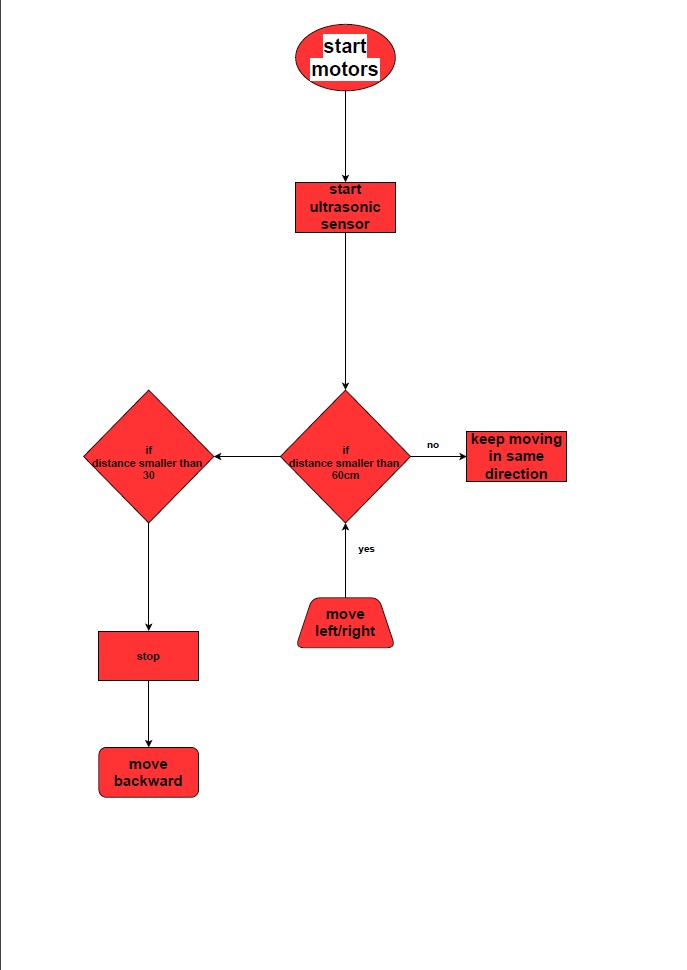 start
motors
start
ultrasonic
sensor
if
distance smaller than
30
if
distance smaller than
60cm
no
keep moving
in same
direction
yes
move
left/right
stop
move
backward